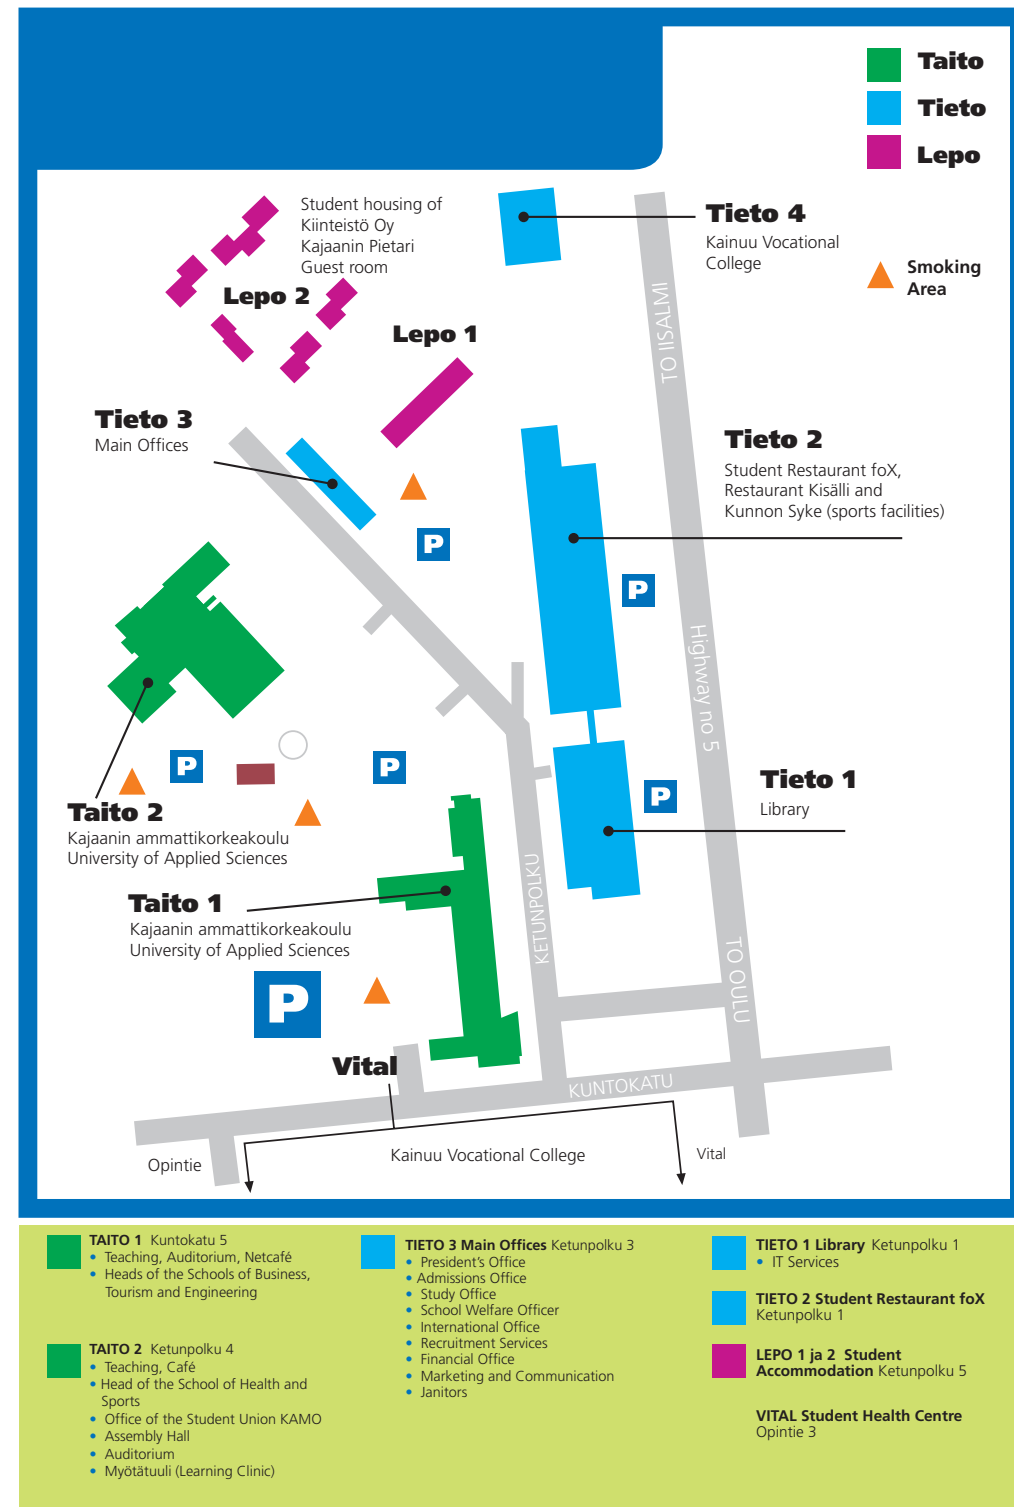 Taito
Tieto
Lepo
Student housing of
Kiinteistö Oy
Kajaanin Pietari
Guest room
Tieto 4
Kainuu Vocational
College
Smoking
Area
Lepo 2
Lepo 1
TO IISALMI
Tieto 3
Main Offices
Tieto 2
Student Restaurant foX,
Restaurant Kisälli and
Kunnon Syke (sports facilities)
P
P
Highway no 5
P
P
P
Tieto 1
Library
Taito 2
Kajaanin ammattikorkeakoulu
University of Applied Sciences
Taito 1
Kajaanin ammattikorkeakoulu
University of Applied Sciences
KETUNPOLKU
TO OULU
P
Vital
KUNTOKATU
Opintie
Kainuu Vocational College
Vital
TAITO 1 Kuntokatu 5
• Teaching, Auditorium, Netcafé
• Heads of the Schools of Business,
Tourism and Engineering
TAITO 2 Ketunpolku 4
• Teaching, Café
• Head of the School of Health and
Sports
• Office of the Student Union KAMO
• Assembly Hall
• Auditorium
• Myötätuuli (Learning Clinic)
TIETO 3 Main Offices Ketunpolku 3
• President's Office
• Admissions Office
• Study Office
• School Welfare Officer
• International Office
• Recruitment Services
• Financial Office
• Marketing and Communication
• Janitors
TIETO 1 Library Ketunpolku 1
• IT Services
TIETO 2 Student Restaurant foX
Ketunpolku 1
LEPO 1 ja 2 Student
Accommodation Ketunpolku 5
VITAL Student Health Centre
Opintie 3